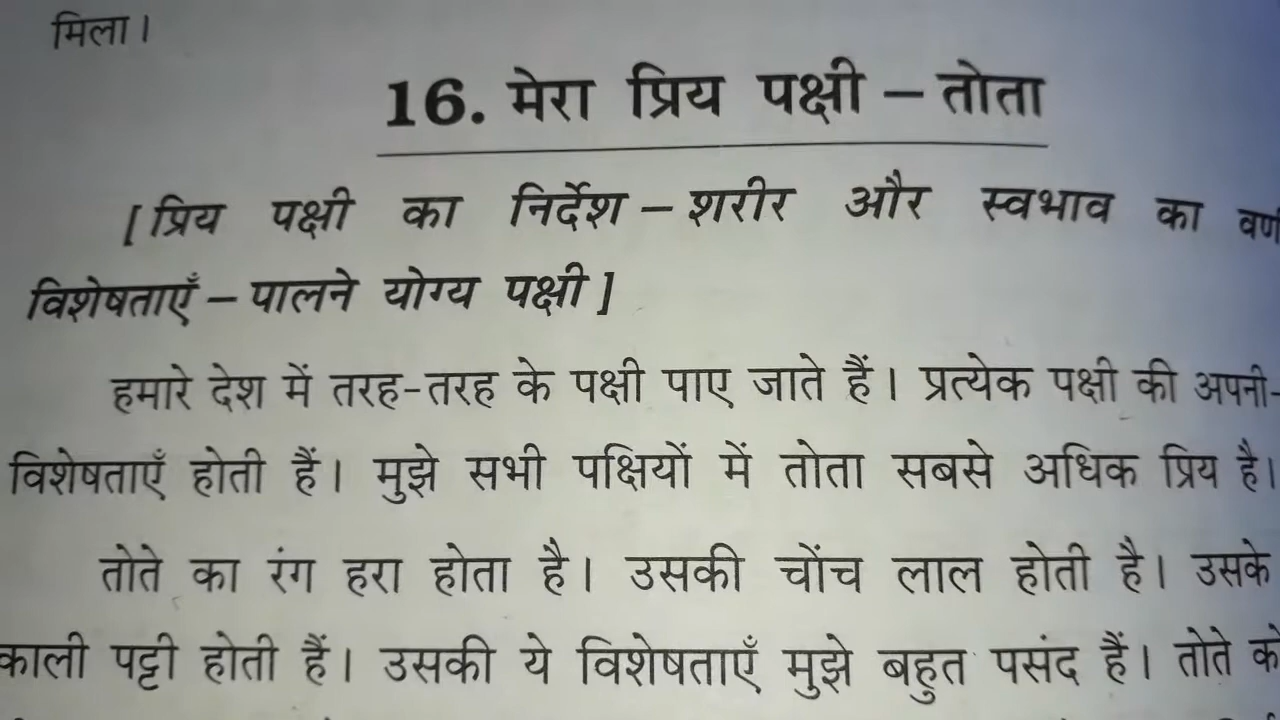 मिला।
16. मेरा प्रिय पक्षी – तोता
[ प्रिय पक्षी का निर्देश – शरीर और स्वभाव का
विशेषताएँ – पालने योग्य पक्षी ]
हमारे देश में तरह-तरह के पक्षी पाए जाते हैं। प्रत्येक पक्षी की अपनी-
विशेषताएँ होती हैं। मुझे सभी पक्षियों में तोता सबसे अधिक प्रिय है।
तोते का रंग हरा होता है। उसकी चोंच लाल होती है। उसके
काली पट्टी होती हैं। उसकी ये विशेषताएँ मुझे बहुत पसंद हैं। तोते